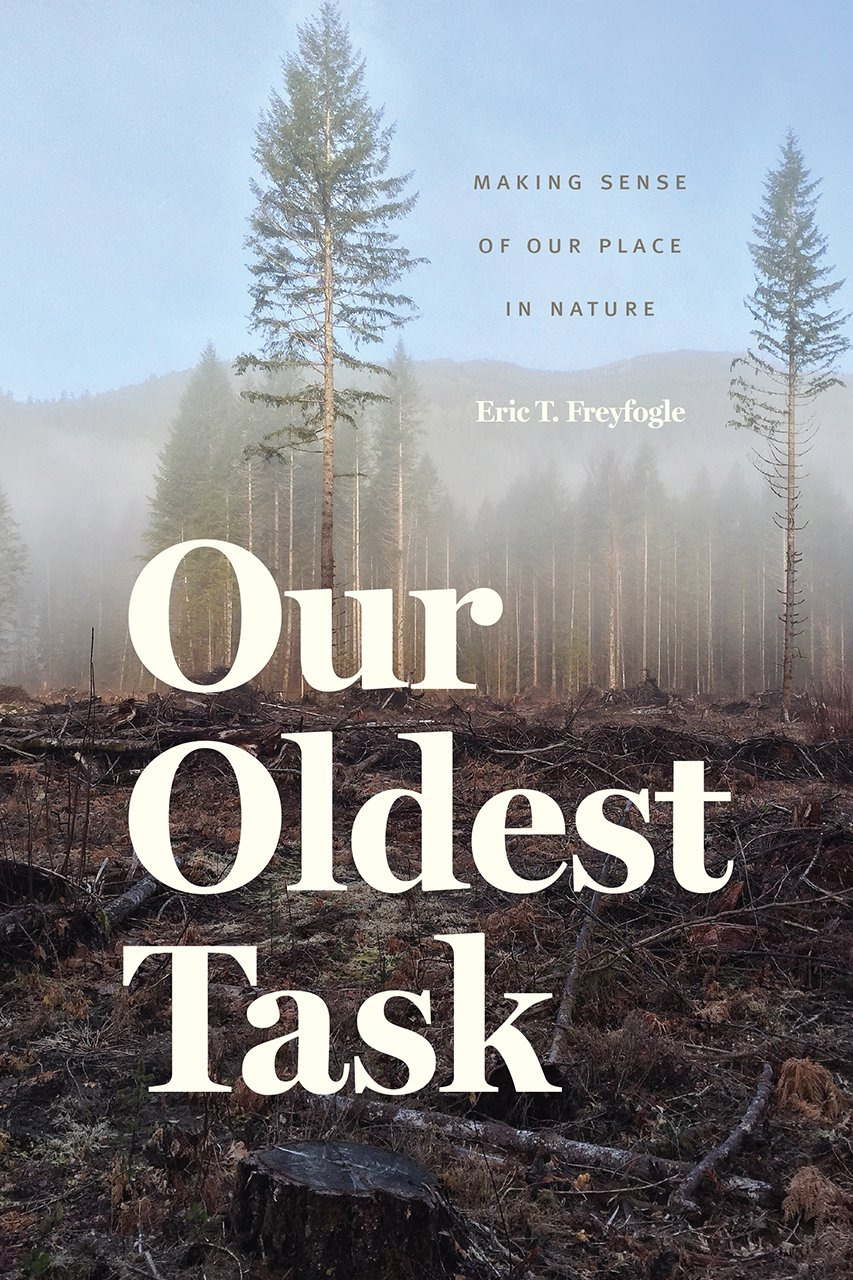 MAKING SENSE
OF OUR PLACE
IN NATURE
Eric T. Freyfogle
Our
Oldest
Task